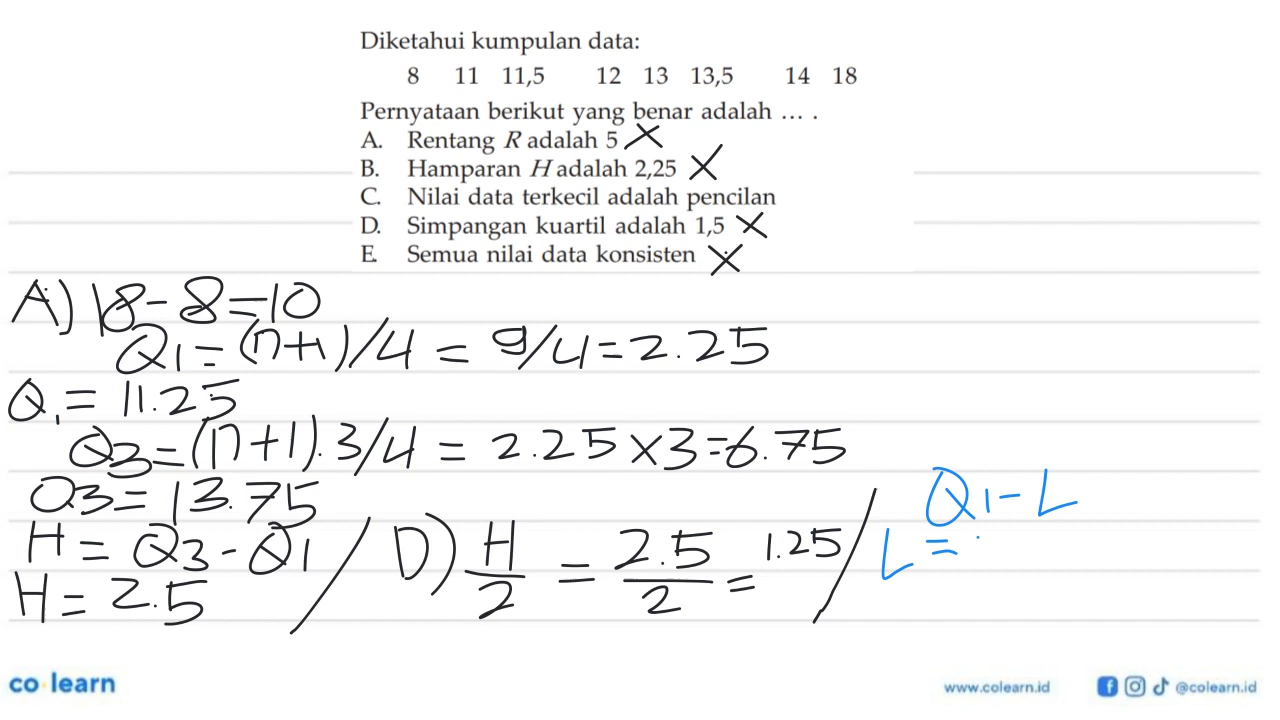 Diketahui kumpulan data:
8 11 11,5 12 13 13,5 14 18
Pernyataan berikut yang benar adalah ... .
A. Rentang R adalah 5
B. Hamparan H adalah 2,25
C. Nilai data terkecil adalah pencilan
D. Simpangan kuartil adalah 1,5
E. Semua nilai data konsisten
A) 18-8=10
Q1=(n+1)/4 = 9/4=2.25
Q1= 11.25
Q3=(n+1).3/4 = 2.25×3=6.75
Q3=13.75
H = Q3-Q1 / D) H/2 = 2.5/2 = 1.25 /
H=2.5
Q1-L
L =
co learn
www.colearn.id
@colearn.id